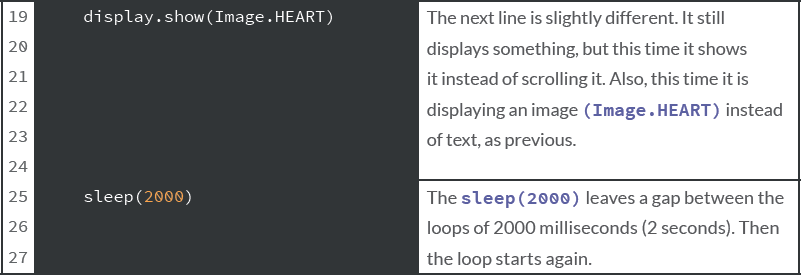 19 display.show(Image.HEART) The next line is slightly different. It still
20 displays something, but this time it shows
21 it instead of scrolling it. Also, this time it is
22 displaying an image (Image.HEART) instead
23 of text, as previous.
24
25 sleep(2000) The sleep(2000) leaves a gap between the
26 loops of 2000 milliseconds (2 seconds). Then
27 the loop starts again.